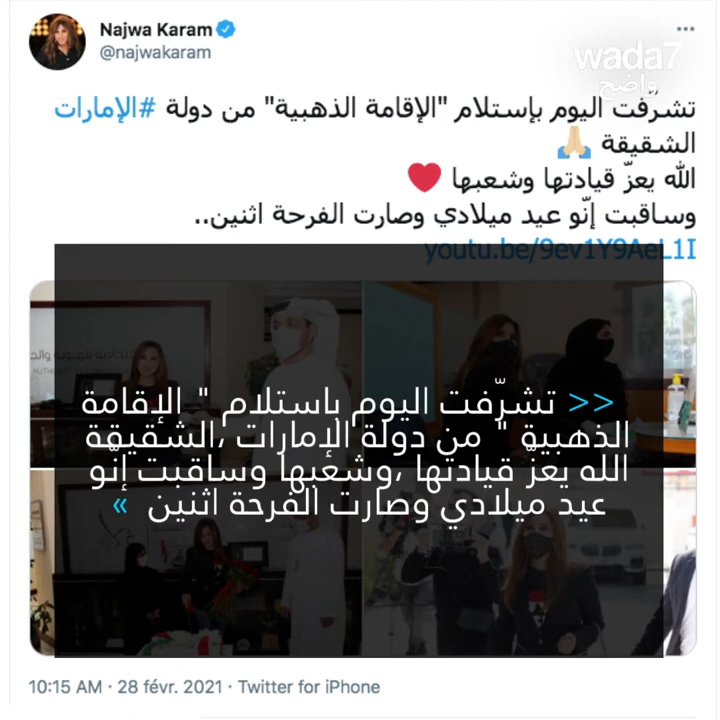 Najwa Karam
@najwakaram
wada7
واضح
تشرّفت اليوم بإستلام "الإقامة الذهبية" من دولة #الإمارات
الشقيقة 🙏
الله يعزّ قيادتها وشعبها ❤️
وساقبت إنّو عيد ميلادي وصارت الفرحة اثنين..
youtu.be/9ev1Y9AeL1I
<< تشرّفت اليوم باستلام " الإقامة
الذهبية " من دولة الإمارات ،الشقيقة
الله يعزّ قيادتها ،وشعبها وساقبت إنّو
عيد ميلادي وصارت الفرحة اثنين »
10:15 AM · 28 févr. 2021 · Twitter for iPhone